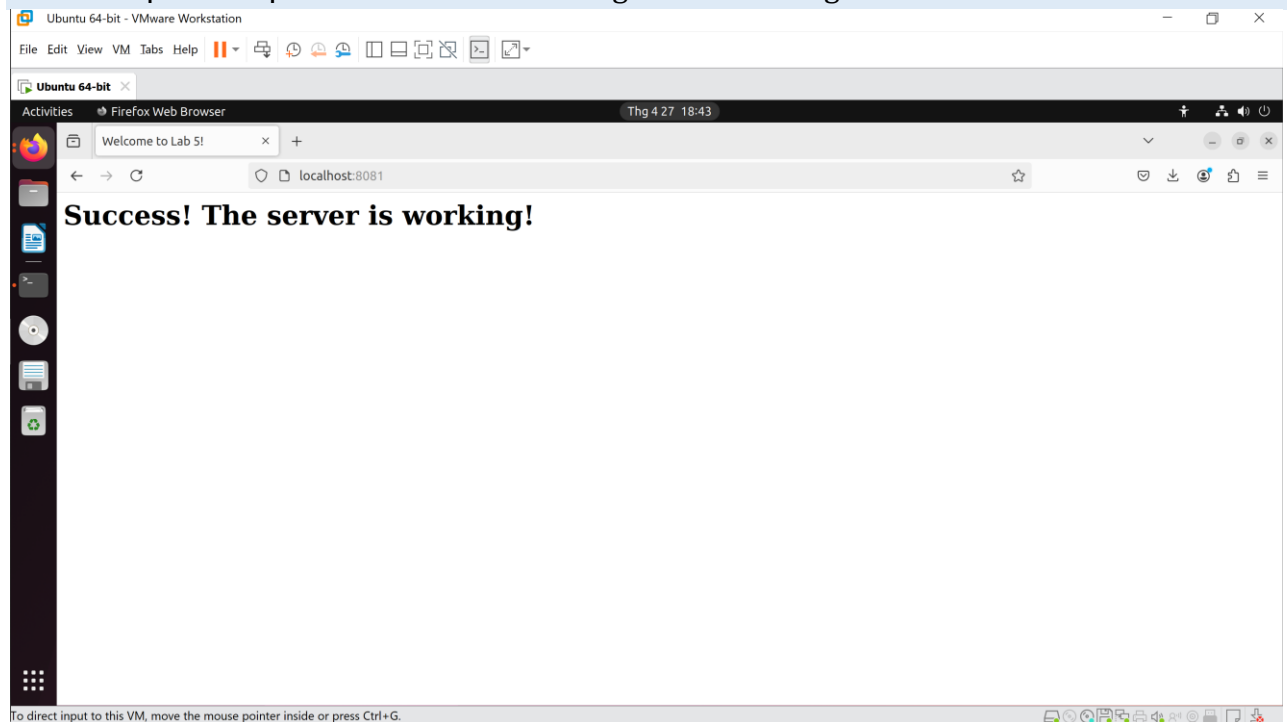 Ubuntu 64-bit - VMware Workstation
File Edit View VM Tabs Help
Ubuntu 64-bit
Activities Firefox Web Browser Thg 4 27 18:43
Welcome to Lab 5!
localhost:8081
Success! The server is working!
To direct input to this VM, move the mouse pointer inside or press Ctrl+G.